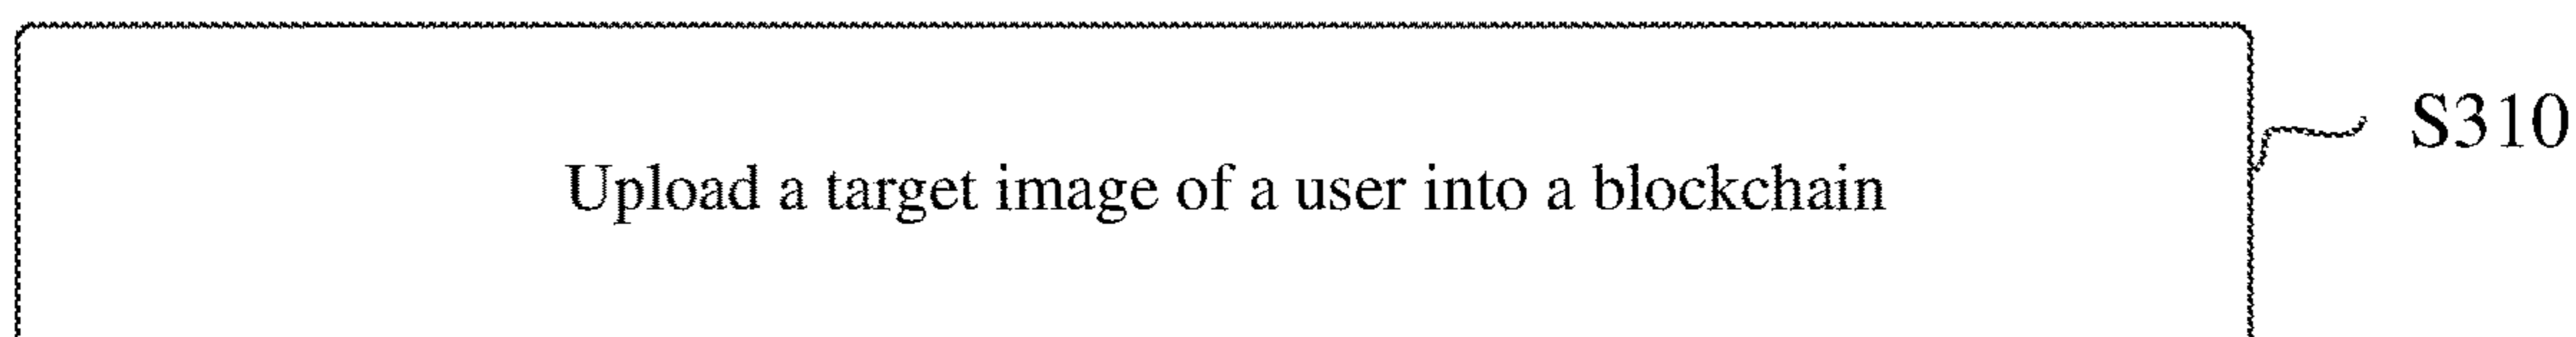 S310
Upload a target image of a user into a blockchain